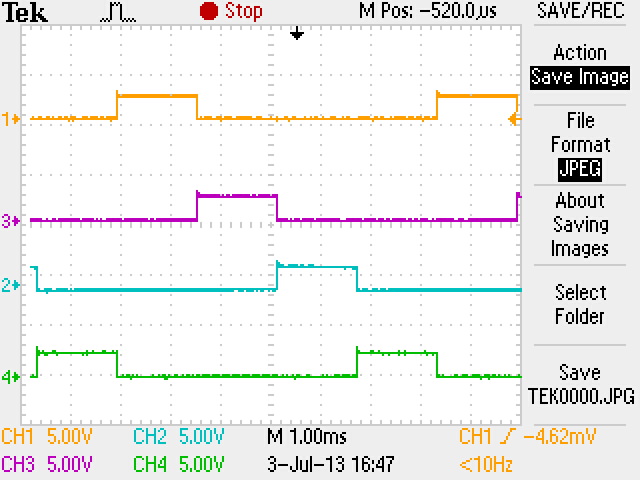 Tek Stop M Pos: -520.0µs SAVE/REC
Action
Save Image
File
Format
JPEG
About
Saving
Images
Select
Folder
Save
TEK0000.JPG
1
3
2
4
CH1 5.00V CH2 5.00V M 1.00ms CH1 -4.62mV
CH3 5.00V CH4 5.00V 3-Jul-13 16:47 <10Hz